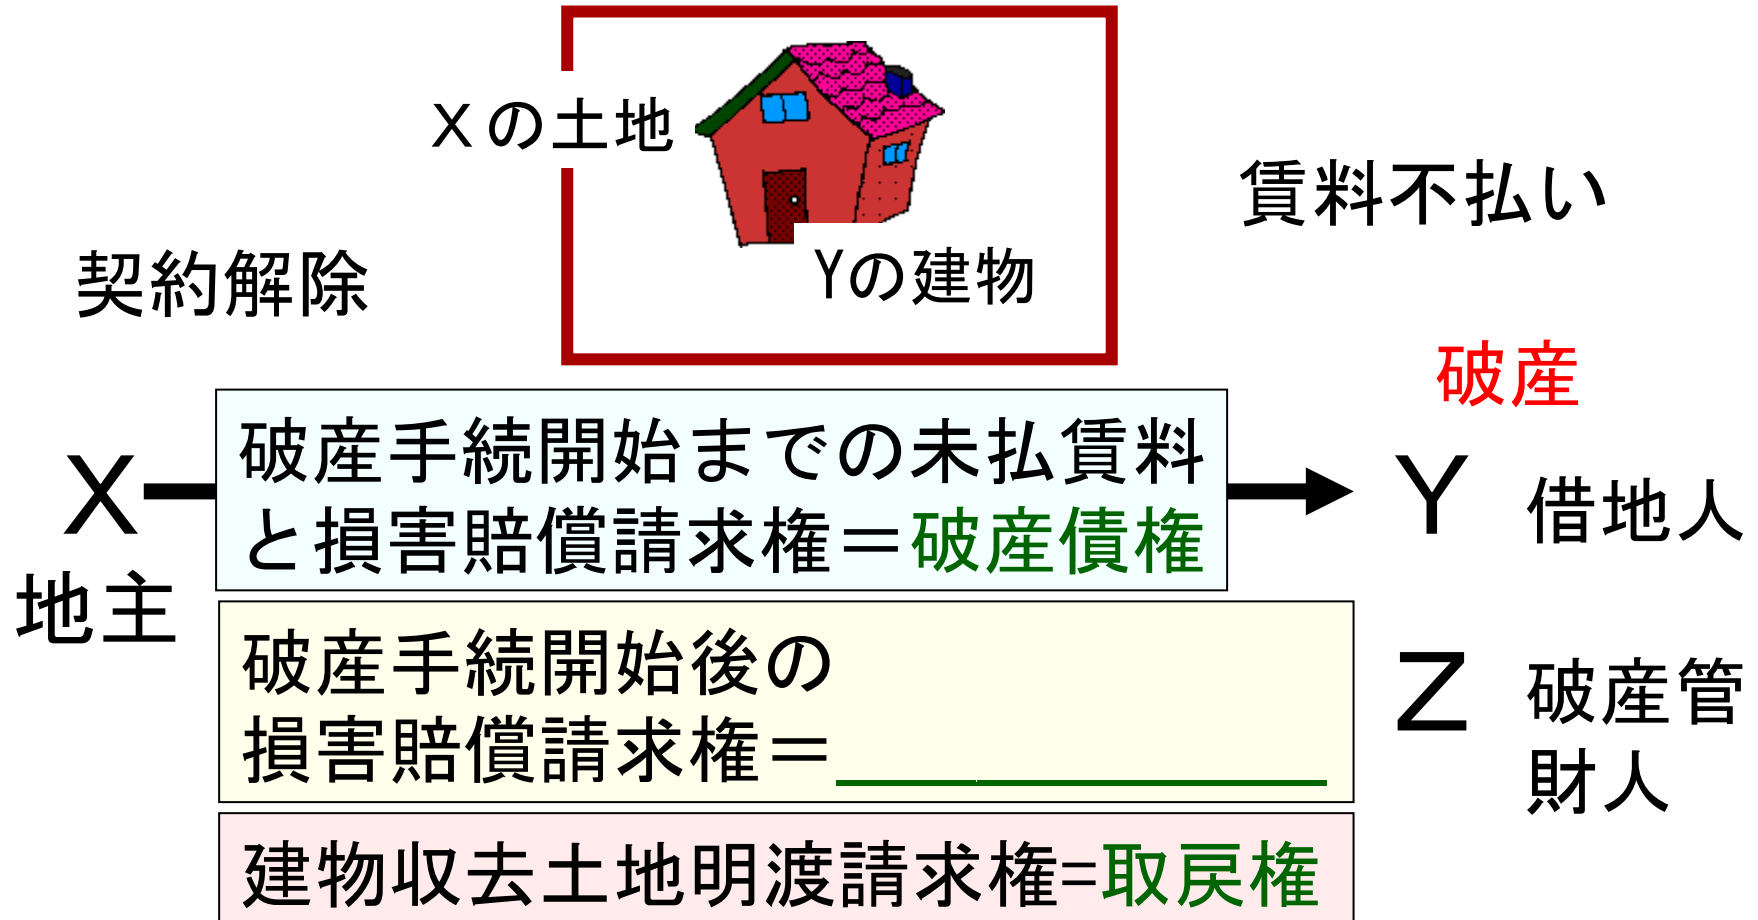 Xの土地
賃料不払い
Yの建物
契約解除
破産
破産手続開始までの未払賃料
と損害賠償請求権＝破産債権
X
地主
Y 借地人
破産手続開始後の
損害賠償請求権＝
Z 破産管
財人
建物収去土地明渡請求権=取戻権